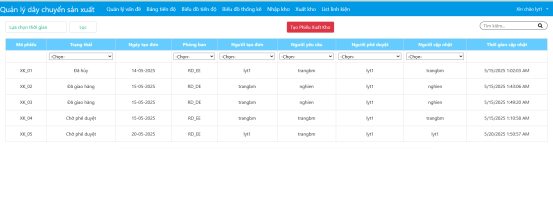 Quản lý dây chuyền sản xuất Quản lý vấn đề Bảng tiến độ Biểu đồ tiến độ Biểu đồ thống kê Nhập kho Xuất kho List linh kiện Xin chào lyt1
Lựa chọn thời gian Lọc Tạo Phiếu Xuất Kho Tìm kiếm...
Mã phiếu Trạng thái Ngày tạo đơn Phòng ban Người tạo đơn Người yêu cầu Người phê duyệt Người cập nhật Thời gian cập nhật
-Chọn- -Chọn- -Chọn- -Chọn- -Chọn- -Chọn-
XK_01 Đã hủy 14-05-2025 RD_EE lyt1 trangbm lyt1 trangbm 5/15/2025 1:02:03 AM
XK_02 Đã giao hàng 15-05-2025 RD_DE trangbm nghien lyt1 nghien 5/15/2025 1:43:06 AM
XK_03 Đã giao hàng 15-05-2025 RD_DE trangbm nghien lyt1 nghien 5/15/2025 1:49:20 AM
XK_04 Chờ phê duyệt 15-05-2025 RD_EE trangbm trangbm lyt1 trangbm 5/15/2025 1:10:58 AM
XK_05 Chờ phê duyệt 20-05-2025 RD_EE lyt1 trangbm lyt1 lyt1 5/20/2025 1:50:57 AM